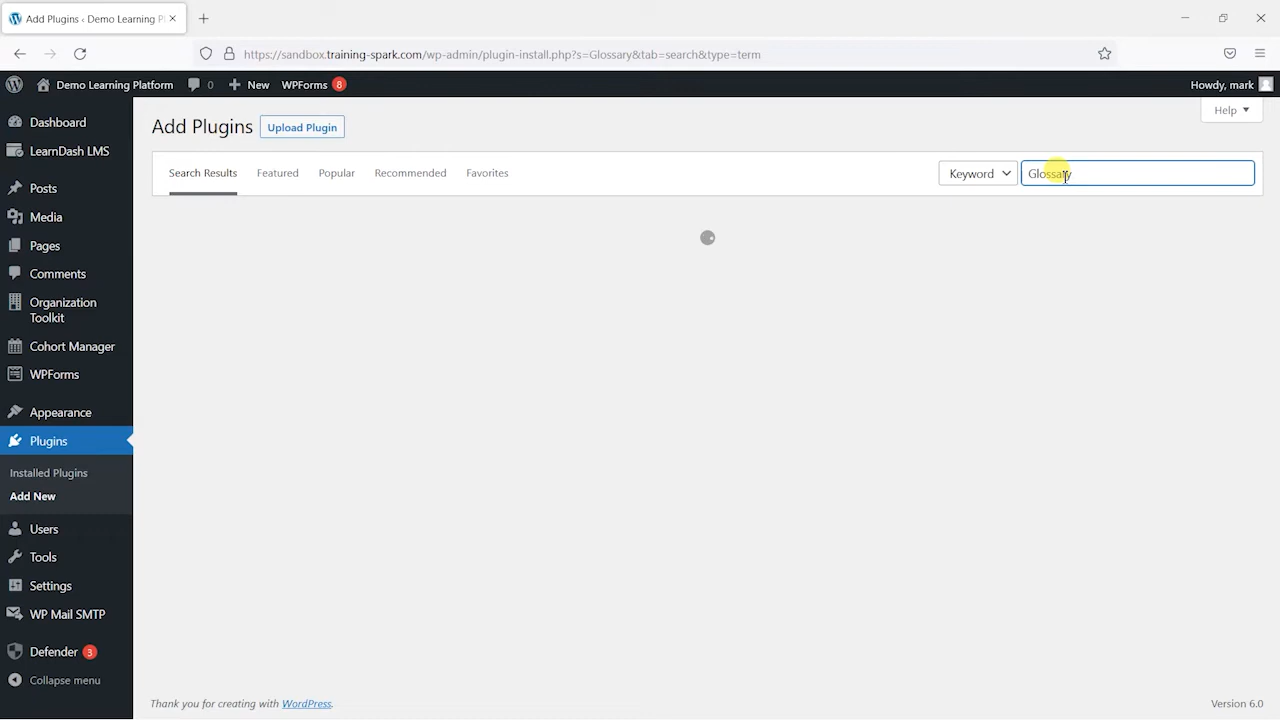 Add Plugins ‹ Demo Learning Pl
https://sandbox.training-spark.com/wp-admin/plugin-install.php?s=Glossary&tab=search&type=term
Demo Learning Platform 0 New WPForms 8 Howdy, mark
Help
Dashboard
LearnDash LMS
Posts
Media
Pages
Comments
Organization
Toolkit
Cohort Manager
WPForms
Appearance
Plugins
Installed Plugins
Add New
Users
Tools
Settings
WP Mail SMTP
Defender 3
Collapse menu
Add Plugins Upload Plugin
Search Results Featured Popular Recommended Favorites Keyword Glossary
Thank you for creating with WordPress. Version 6.0